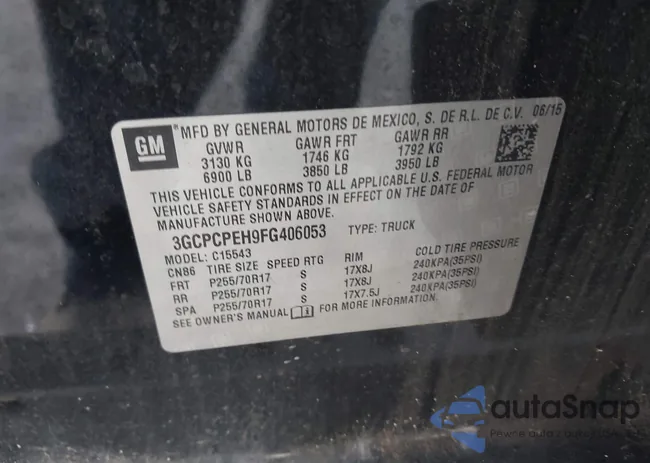 GM
MFD BY GENERAL MOTORS DE MEXICO, S. DE R.L. DE C.V. 06/15
GVWR GAWR FRT GAWR RR
3130 KG 1746 KG 1792 KG
6900 LB 3850 LB 3950 LB
THIS VEHICLE CONFORMS TO ALL APPLICABLE U.S. FEDERAL MOTOR
VEHICLE SAFETY STANDARDS IN EFFECT ON THE DATE OF
MANUFACTURE SHOWN ABOVE.
3GCPCPEH9FG406053 TYPE: TRUCK
MODEL: C15543
CN86 TIRE SIZE SPEED RTG RIM COLD TIRE PRESSURE
FRT P255/70R17 S 17X8J 240KPA(35PSI)
RR P255/70R17 S 17X8J 240KPA(35PSI)
SPA P255/70R17 S 17X7.5J 240KPA(35PSI)
SEE OWNER'S MANUAL FOR MORE INFORMATION.
autaSnap
Pewne auta z